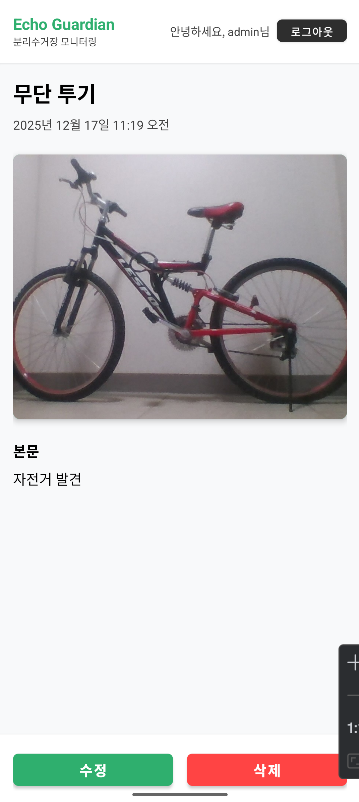 Echo Guardian
분리수거장 모니터링
안녕하세요, admin님
로그아웃
무단 투기
2025년 12월 17일 11:19 오전
LESPO
본문
자전거 발견
수정
삭제